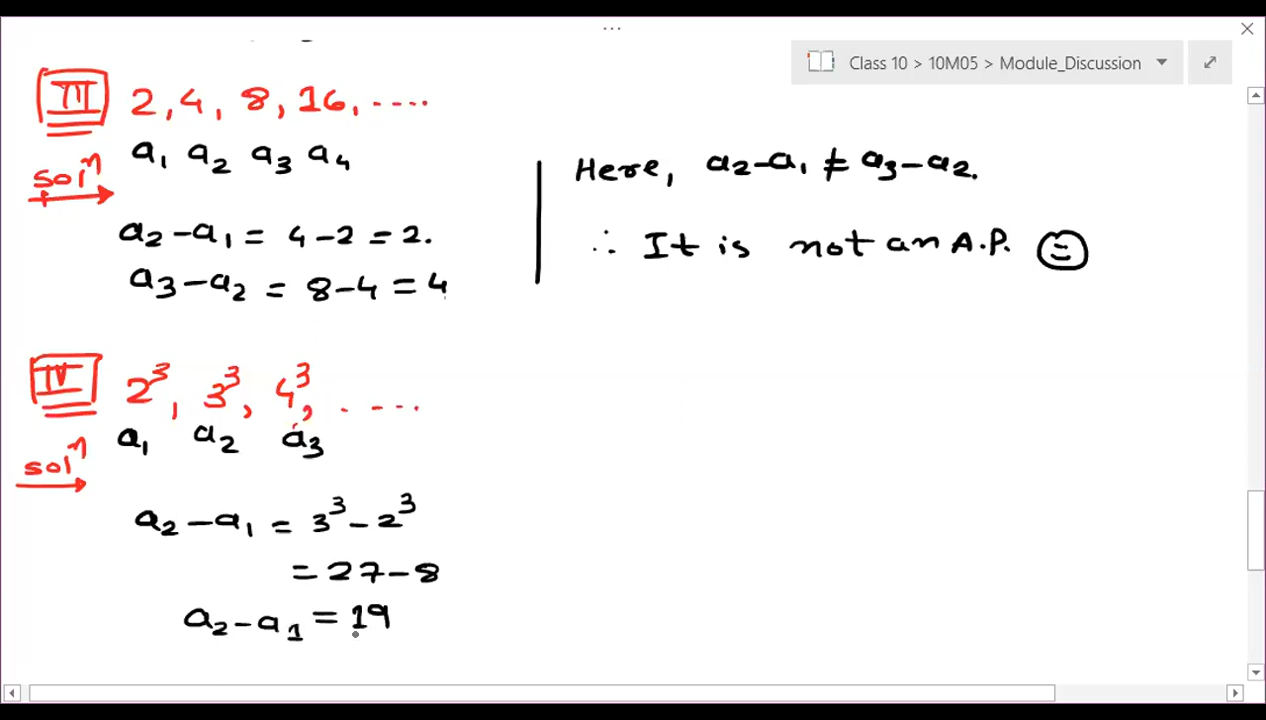 Class 10 > 10M05 > Module_Discussion
III 2, 4, 8, 16, ....
a₁ a₂ a₃ a₄
solⁿ
a₂-a₁ = 4-2 = 2.
a₃-a₂ = 8-4 = 4
Here, a₂-a₁ ≠ a₃-a₂.
∴ It is not an A.P.
IV 2³, 3³, 4³, .....
a₁ a₂ a₃
solⁿ
a₂-a₁ = 3³-2³
= 27-8
a₂-a₁ = 19